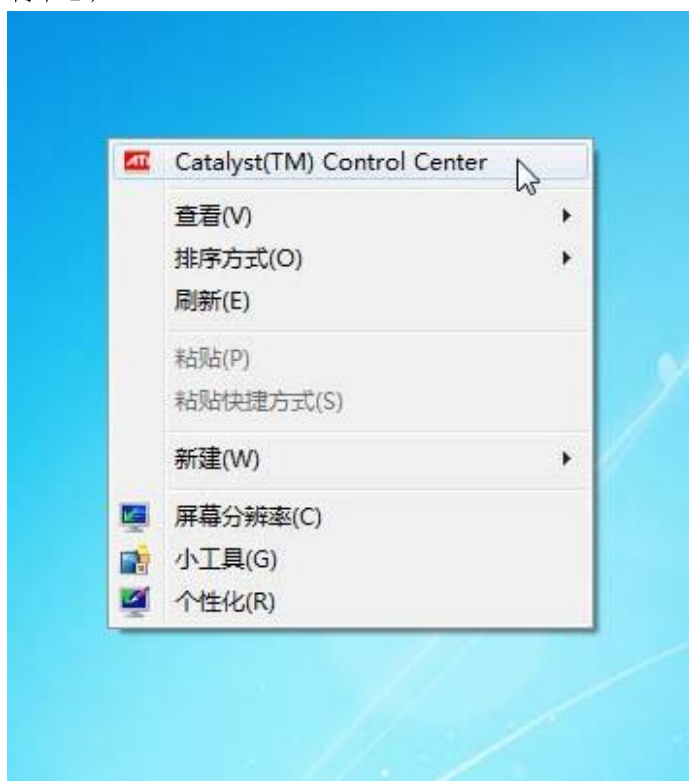 Catalyst(TM) Control Center
查看(V)
排序方式(O)
刷新(E)
粘贴(P)
粘贴快捷方式(S)
新建(W)
屏幕分辨率(C)
小工具(G)
个性化(R)